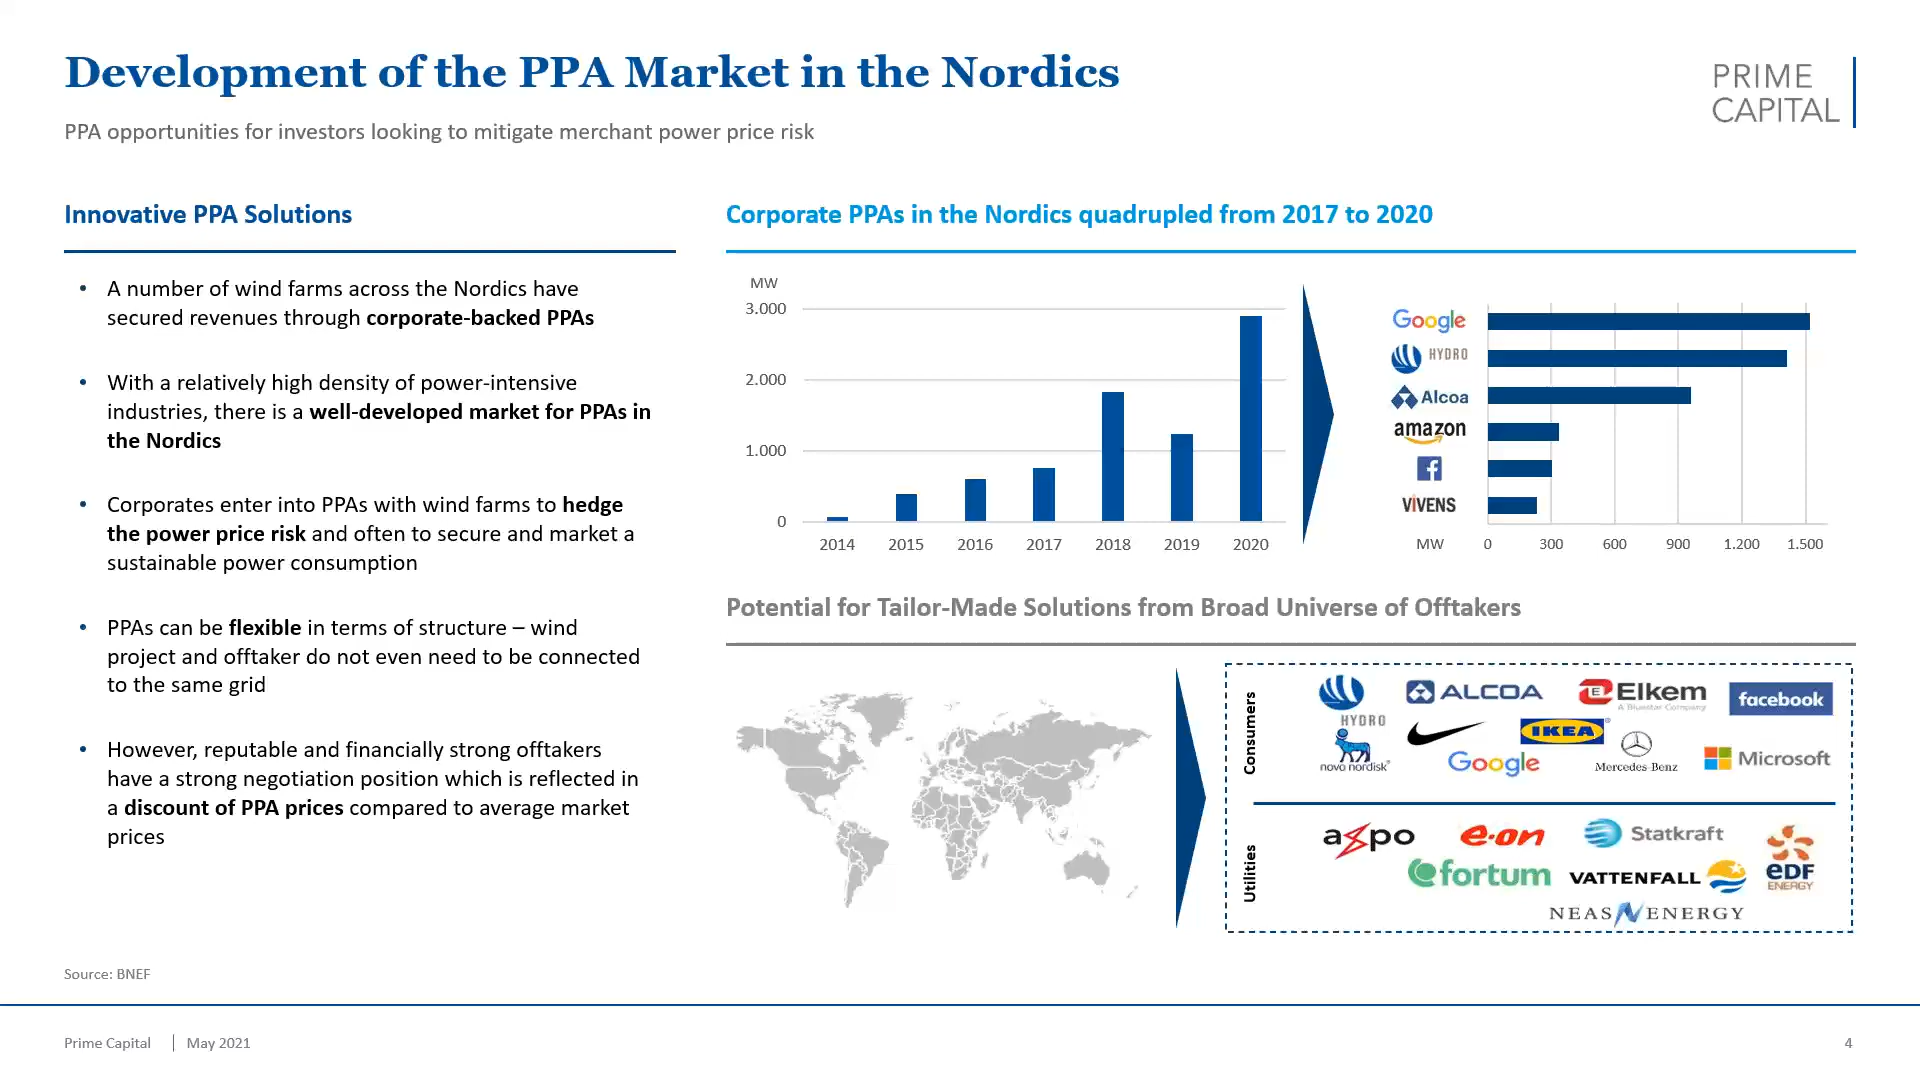 Development of the PPA Market in the Nordics
PPA opportunities for investors looking to mitigate merchant power price risk
PRIME
CAPITAL
Innovative PPA Solutions
• A number of wind farms across the Nordics have
secured revenues through corporate-backed PPAs
• With a relatively high density of power-intensive
industries, there is a well-developed market for PPAs in
the Nordics
• Corporates enter into PPAs with wind farms to hedge
the power price risk and often to secure and market a
sustainable power consumption
• PPAs can be flexible in terms of structure – wind
project and offtaker do not even need to be connected
to the same grid
• However, reputable and financially strong offtakers
have a strong negotiation position which is reflected in
a discount of PPA prices compared to average market
prices
Corporate PPAs in the Nordics quadrupled from 2017 to 2020
MW
3.000
2.000
1.000
0
2014 2015 2016 2017 2018 2019 2020
Google
HYDRO
Alcoa
amazon
f
VIVENS
MW 0 300 600 900 1.200 1.500
Potential for Tailor-Made Solutions from Broad Universe of Offtakers
Consumers
HYDRO
ALCOA
Elkem
A Bluestar Company
facebook
novo nordisk®
IKEA®
Google
Mercedes-Benz
Microsoft
Utilities
axpo
e·on
Statkraft
eDF
ENERGY
fortum
VATTENFALL
NEAS ENERGY
Source: BNEF
Prime Capital | May 2021
4